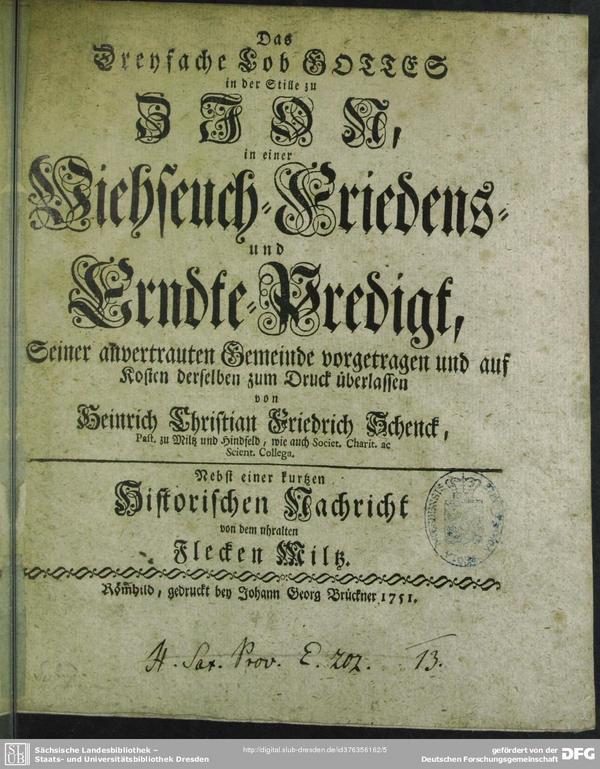 Das
Dreyfache Lob GOTTES
in der Stille zu
ZION,
in einer
Viehseuch-Friedens-
und
Erndte-Predigt,
Seiner anvertrauten Gemeinde vorgetragen und auf
Kosten derselben zum Druck überlassen
von
Heinrich Christian Friedrich Schenck,
Past. zu Miltz und Hindfeld, wie auch Societ. Charit. ac
Scient. Collega.
Nebst einer kurtzen
Historischen Nachricht
von dem uhralten
Flecken Miltz.
Römhild, gedruckt bey Johann Georg Brückner 1751.
H. Sax. Prov. E. 202. 13.
SLUB
Sächsische Landesbibliothek –
Staats- und Universitätsbibliothek Dresden
http://digital.slub-dresden.de/id376356162/5
gefördert von der
Deutschen Forschungsgemeinschaft
DFG